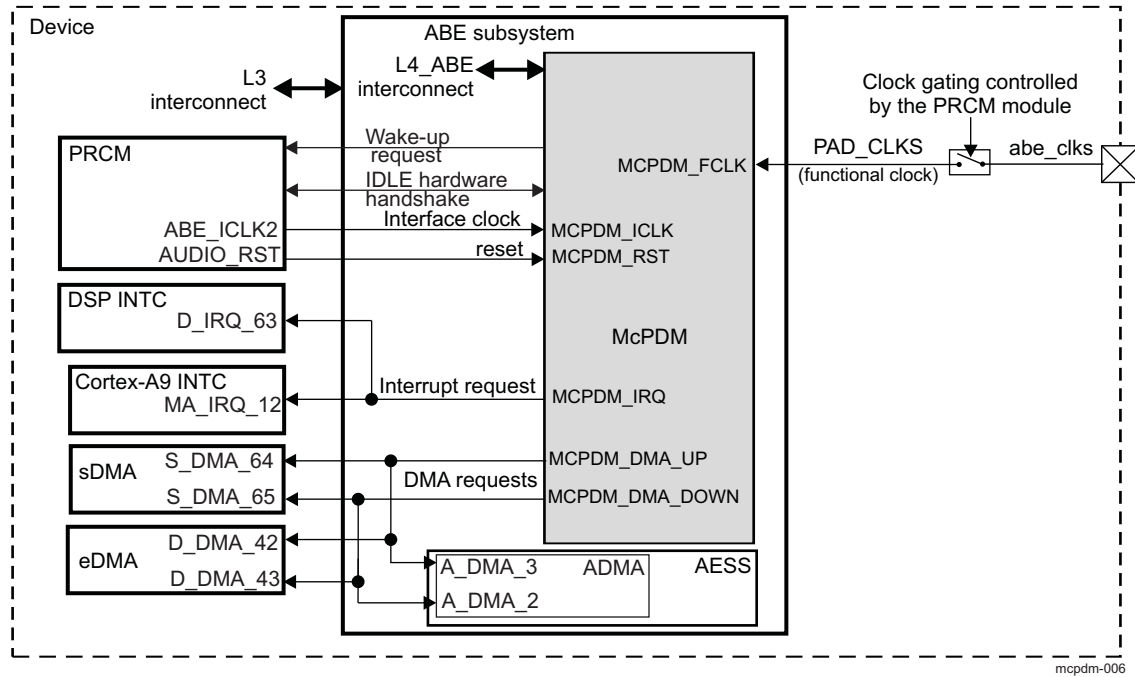 Device
ABE subsystem
L3
interconnect
L4_ABE
interconnect
Clock gating controlled
by the PRCM module
PRCM
Wake-up
request
MCPDM_FCLK
PAD_CLKS
(functional clock)
abe_clks
IDLE hardware
handshake
Interface clock
ABE_ICLK2
MCPDM_ICLK
AUDIO_RST
reset
MCPDM_RST
DSP INTC
D_IRQ_63
McPDM
Cortex-A9 INTC
MA_IRQ_12
Interrupt request
MCPDM_IRQ
sDMA
S_DMA_64
MCPDM_DMA_UP
DMA requests
S_DMA_65
MCPDM_DMA_DOWN
eDMA
D_DMA_42
D_DMA_43
A_DMA_3
ADMA
AESS
A_DMA_2
mcpdm-006